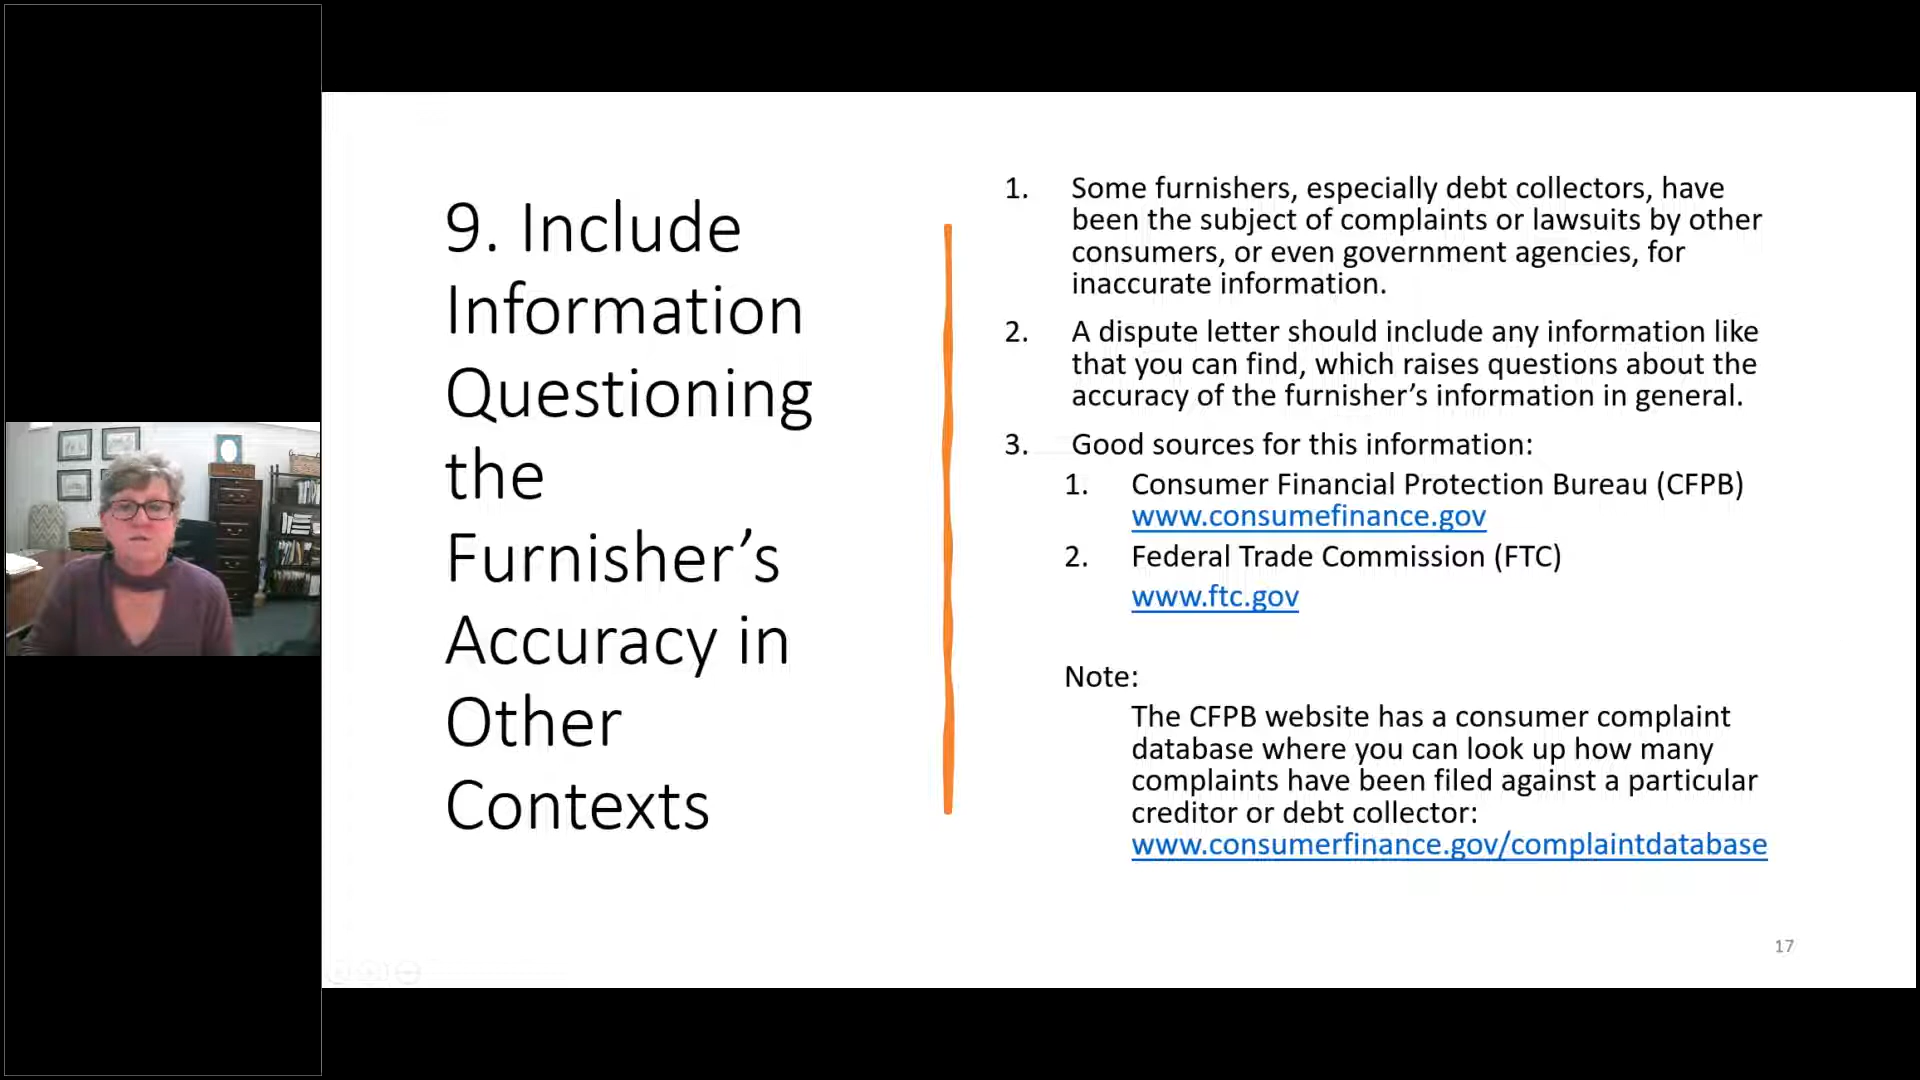 9. Include
Information
Questioning
the
Furnisher’s
Accuracy in
Other
Contexts
1. Some furnishers, especially debt collectors, have
been the subject of complaints or lawsuits by other
consumers, or even government agencies, for
inaccurate information.
2. A dispute letter should include any information like
that you can find, which raises questions about the
accuracy of the furnisher’s information in general.
3. Good sources for this information:
1. Consumer Financial Protection Bureau (CFPB)
www.consumefinance.gov
2. Federal Trade Commission (FTC)
www.ftc.gov
Note:
The CFPB website has a consumer complaint
database where you can look up how many
complaints have been filed against a particular
creditor or debt collector:
www.consumerfinance.gov/complaintdatabase
17